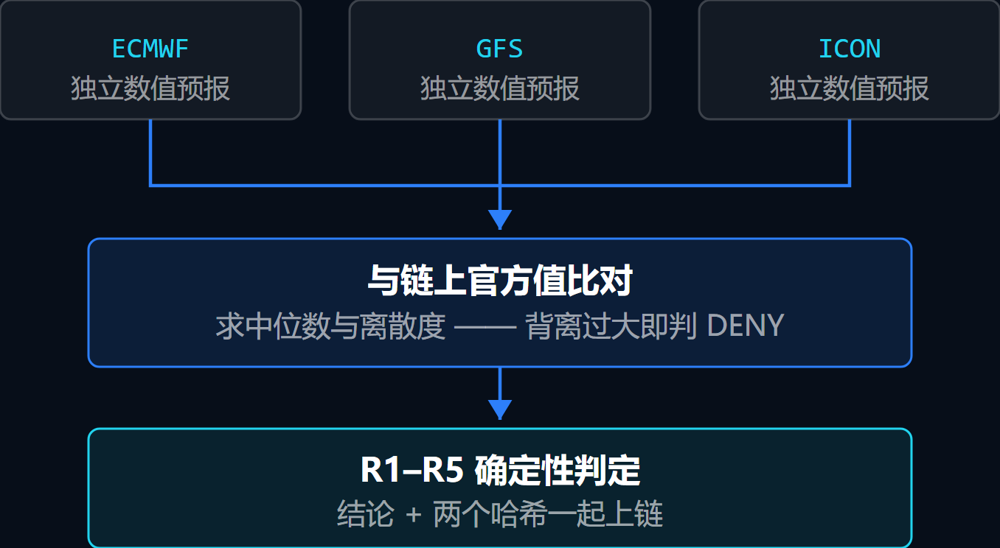 ECMWF
独立数值预报
GFS
独立数值预报
ICON
独立数值预报
与链上官方值比对
求中位数与离散度 —— 背离过大即判 DENY
R1–R5 确定性判定
结论 + 两个哈希一起上链